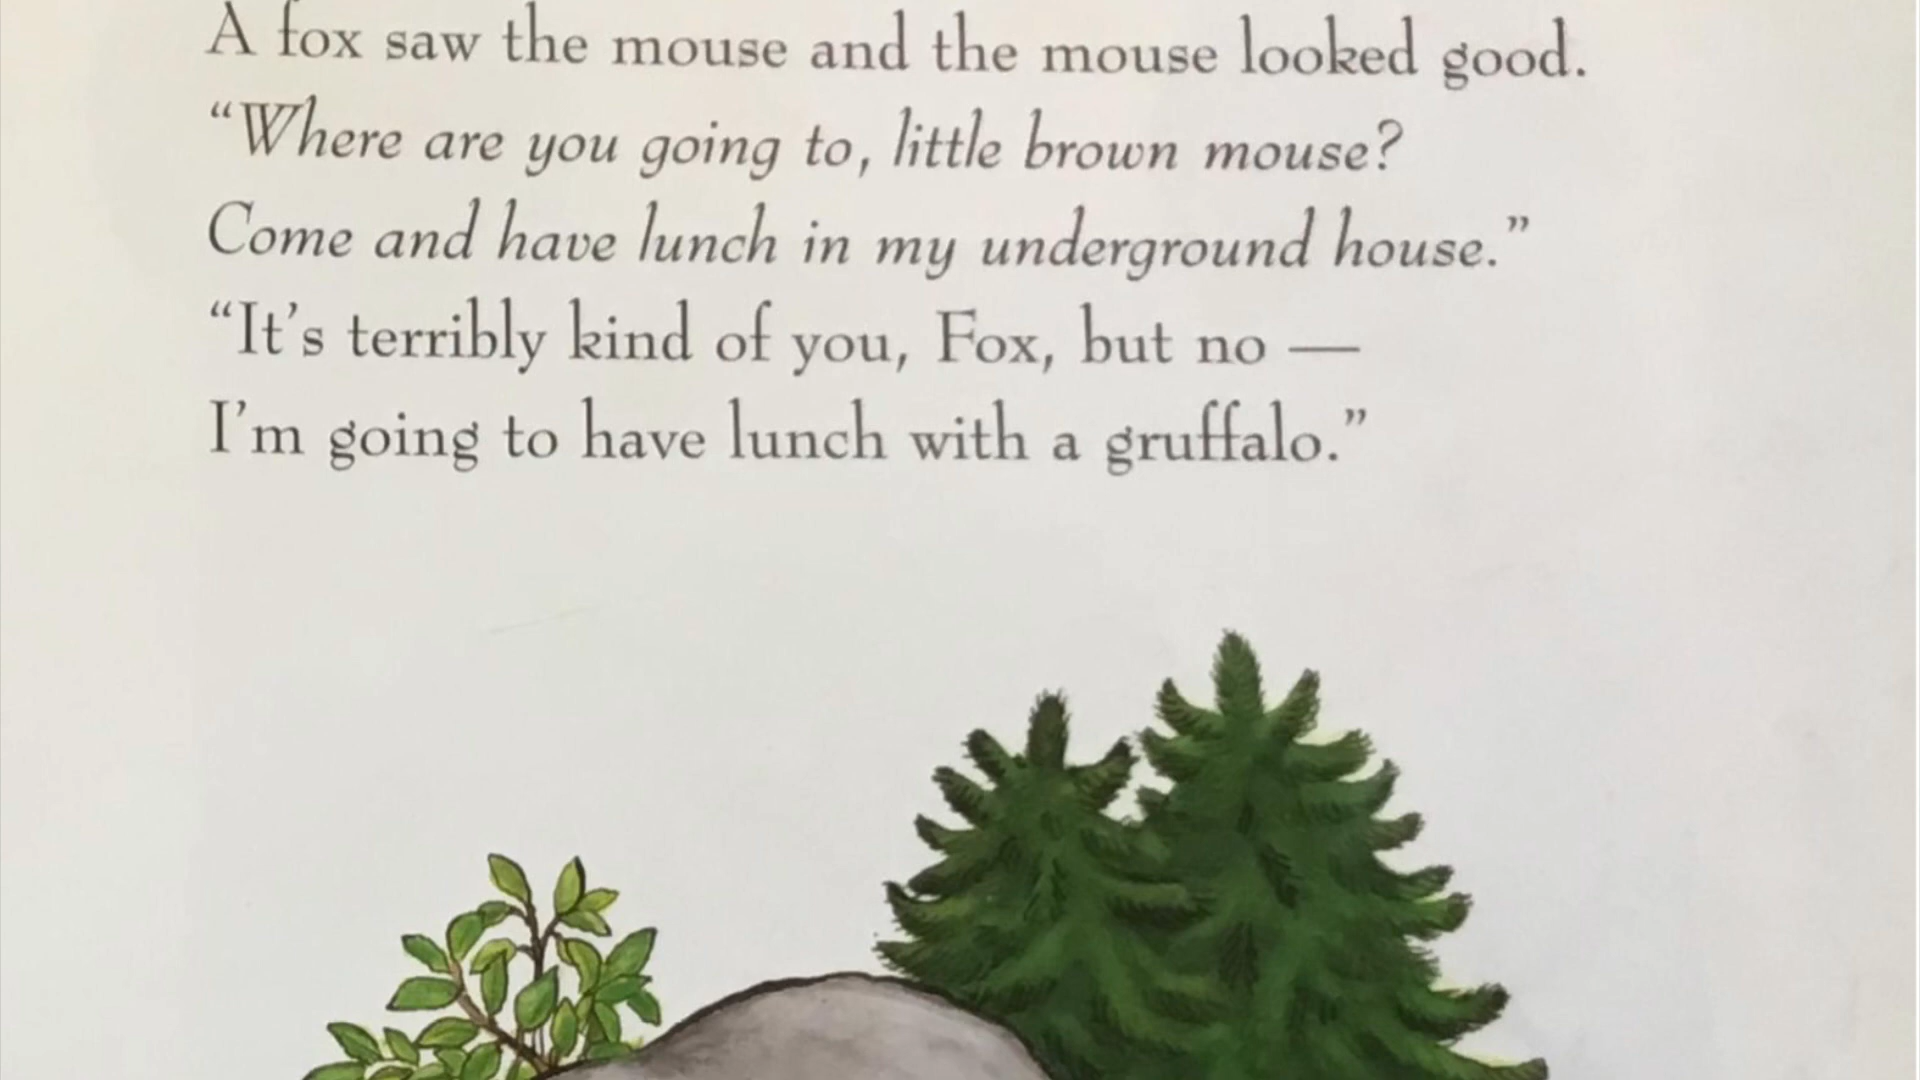 A fox saw the mouse and the mouse looked good.
“Where are you going to, little brown mouse?
Come and have lunch in my underground house.”
“It’s terribly kind of you, Fox, but no —
I’m going to have lunch with a gruffalo.”